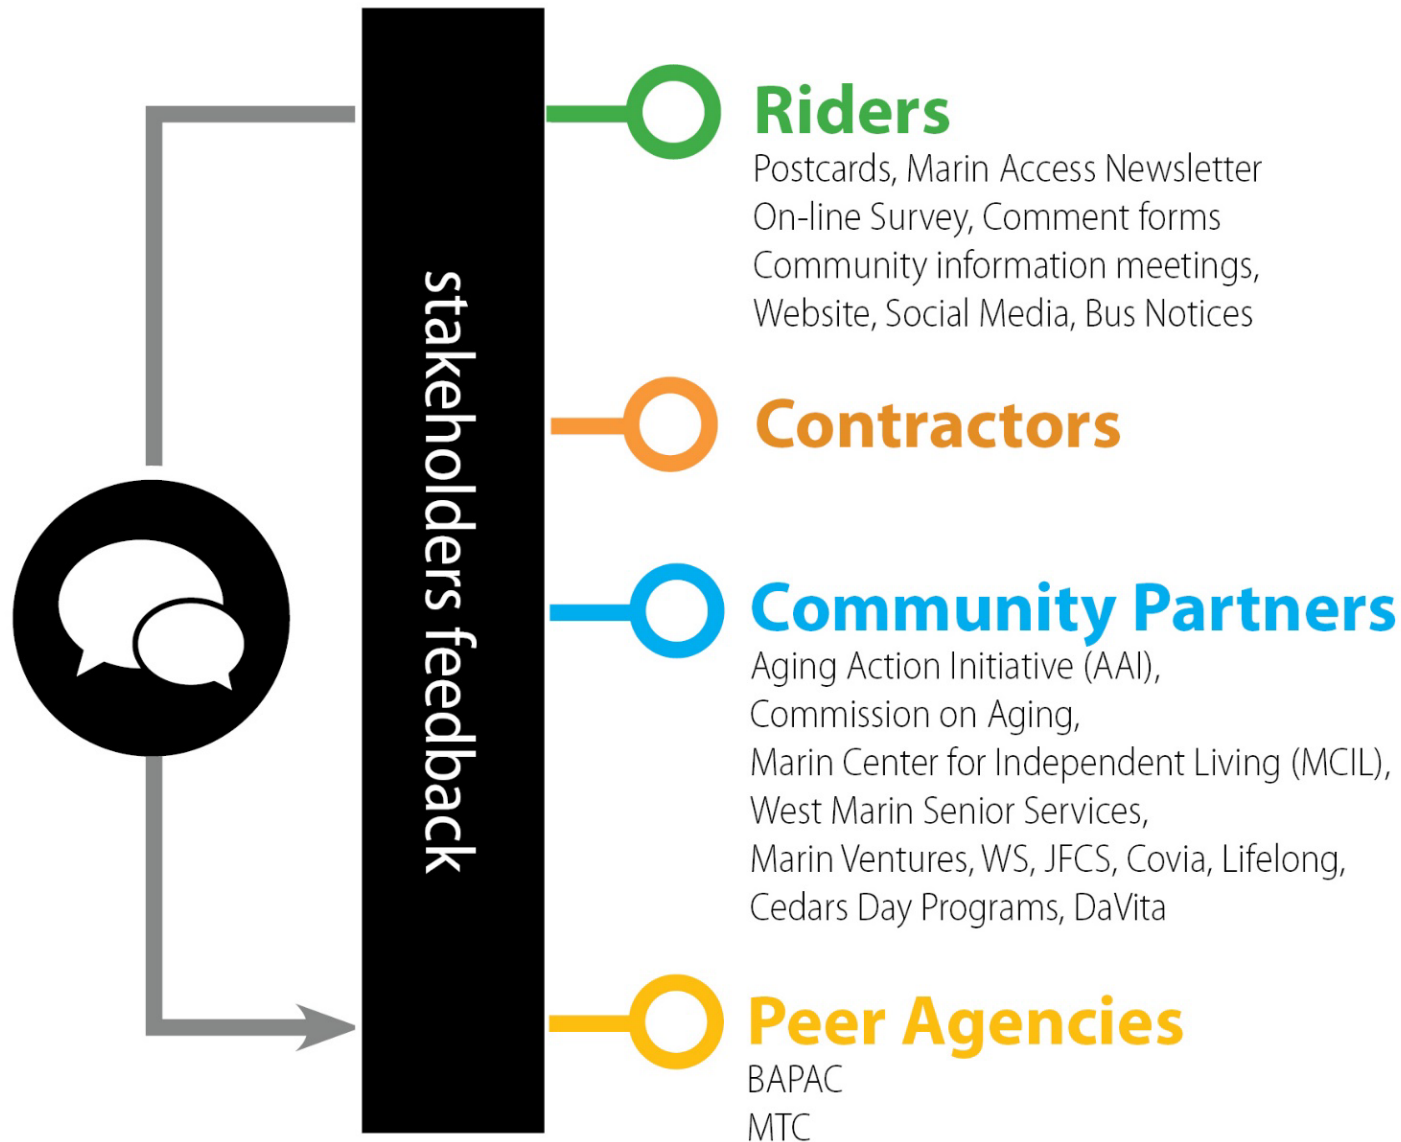 stakeholders feedback
Riders
Postcards, Marin Access Newsletter
On-line Survey, Comment forms
Community information meetings,
Website, Social Media, Bus Notices
Contractors
Community Partners
Aging Action Initiative (AAI),
Commission on Aging,
Marin Center for Independent Living (MCIL),
West Marin Senior Services,
Marin Ventures, WS, JFCS, Covia, Lifelong,
Cedars Day Programs, DaVita
Peer Agencies
BAPAC
MTC